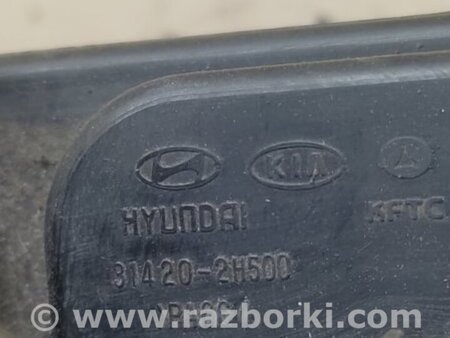 KIA
HYUNDAI KFTC
31420-2H500
© www.razborki.com